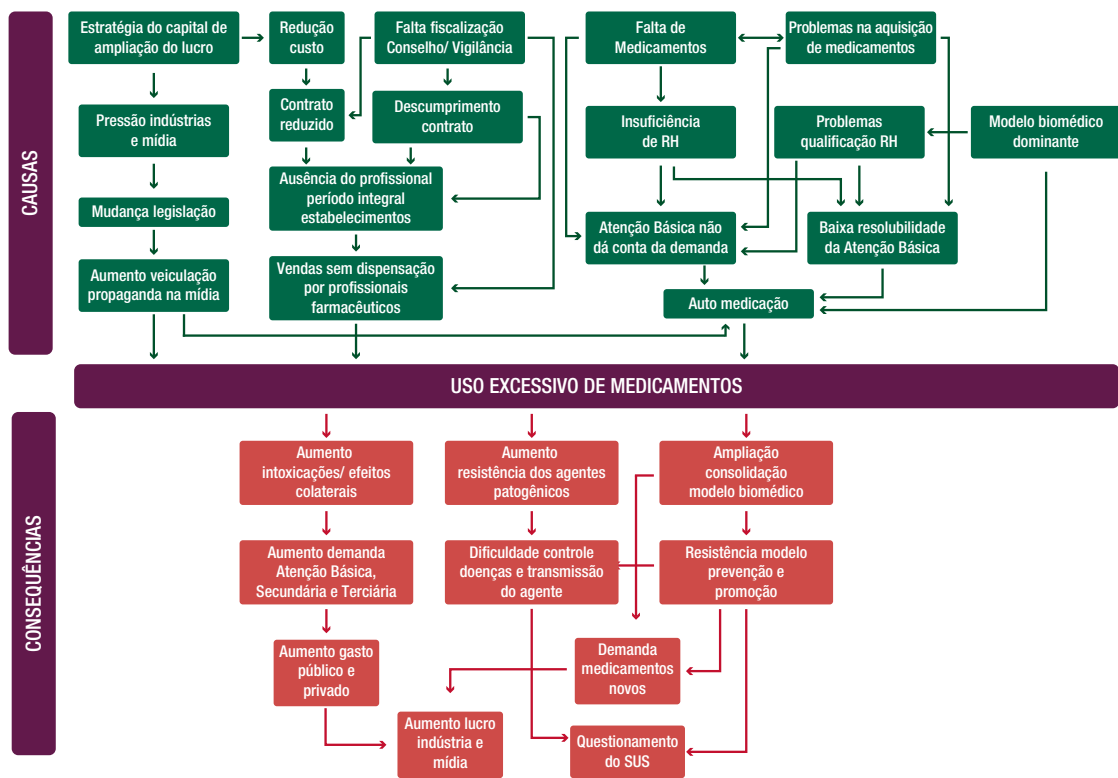 CAUSAS
Estratégia do capital de
ampliação do lucro
Redução
custo
Falta fiscalização
Conselho/ Vigilância
Falta de
Medicamentos
Problemas na aquisição
de medicamentos
Pressão indústrias
e mídia
Contrato
reduzido
Descumprimento
contrato
Insuficiência
de RH
Problemas
qualificação RH
Modelo biomédico
dominante
Mudança legislação
Ausência do profissional
período integral
estabelecimentos
Atenção Básica não
dá conta da demanda
Baixa resolubilidade
da Atenção Básica
Aumento veiculação
propaganda na mídia
Vendas sem dispensação
por profissionais
farmacêuticos
Auto medicação
USO EXCESSIVO DE MEDICAMENTOS
CONSEQUÊNCIAS
Aumento
intoxicações/ efeitos
colaterais
Aumento
resistência dos agentes
patogênicos
Ampliação
consolidação
modelo biomédico
Aumento demanda
Atenção Básica,
Secundária e Terciária
Dificuldade controle
doenças e transmissão
do agente
Resistência modelo
prevenção e
promoção
Aumento gasto
público e
privado
Demanda
medicamentos
novos
Aumento lucro
indústria e
mídia
Questionamento
do SUS